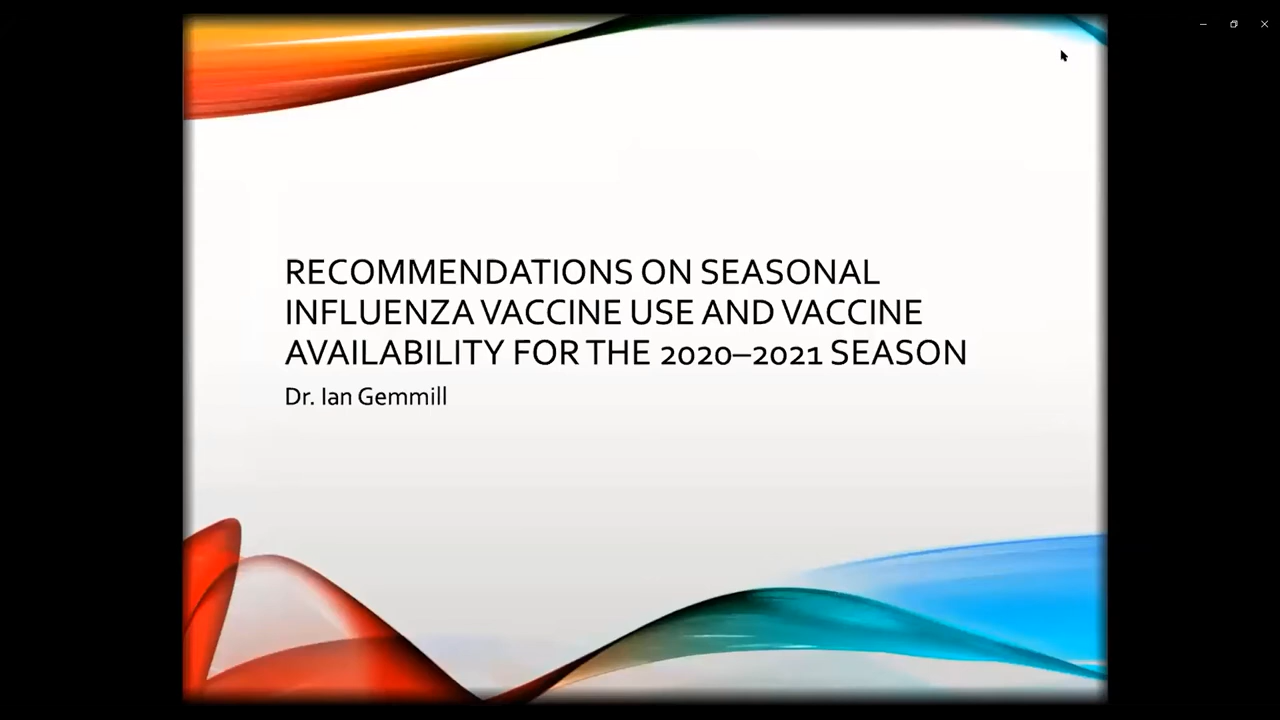 RECOMMENDATIONS ON SEASONAL
INFLUENZA VACCINE USE AND VACCINE
AVAILABILITY FOR THE 2020–2021 SEASON
Dr. Ian Gemmill